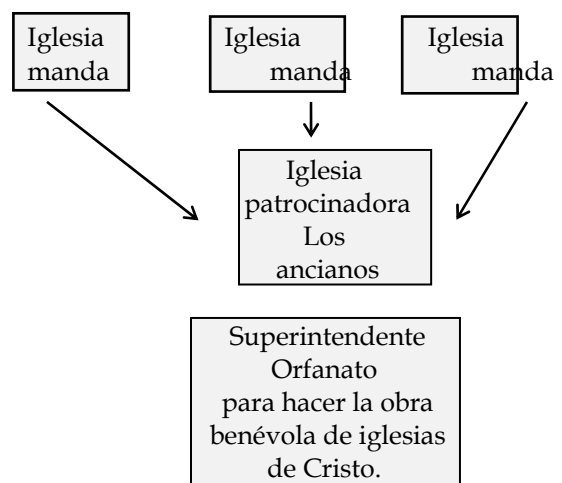 Iglesia
manda
Iglesia
manda
Iglesia
manda
Iglesia
patrocinadora
Los
ancianos
Superintendente
Orfanato
para hacer la obra
benévola de iglesias
de Cristo.